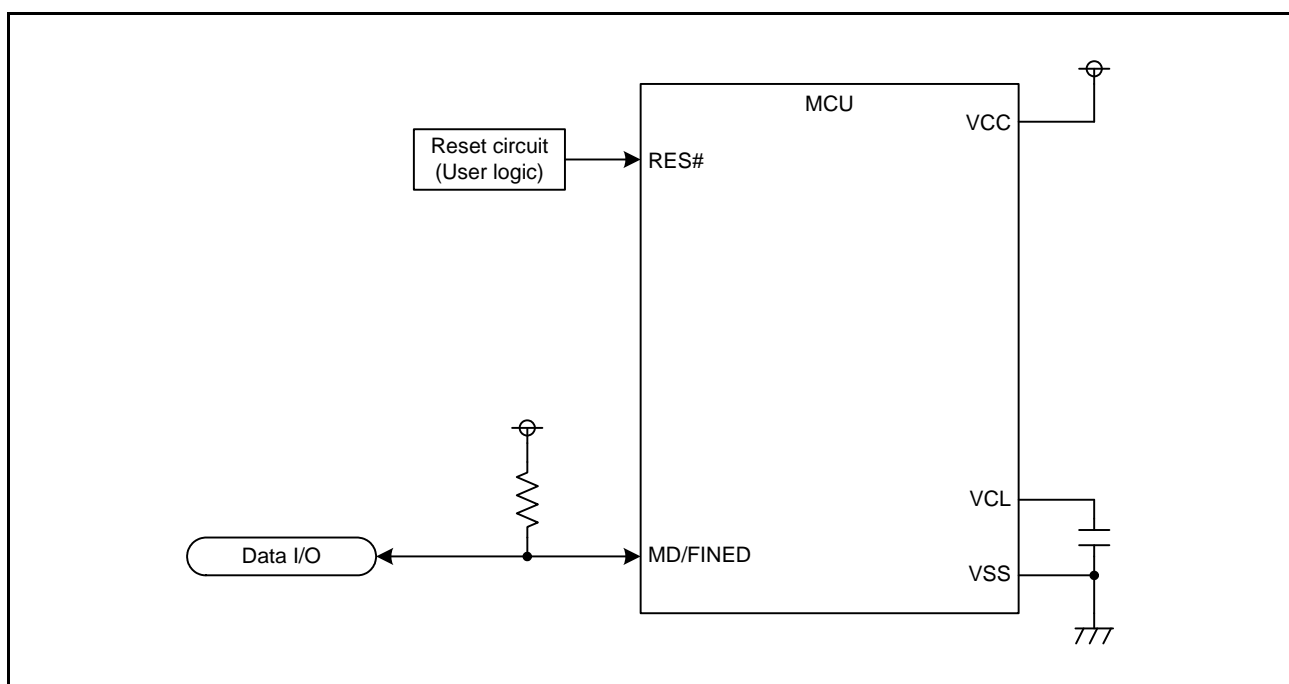 MCU
VCC
Reset circuit
(User logic)
RES#
VCL
Data I/O
MD/FINED
VSS